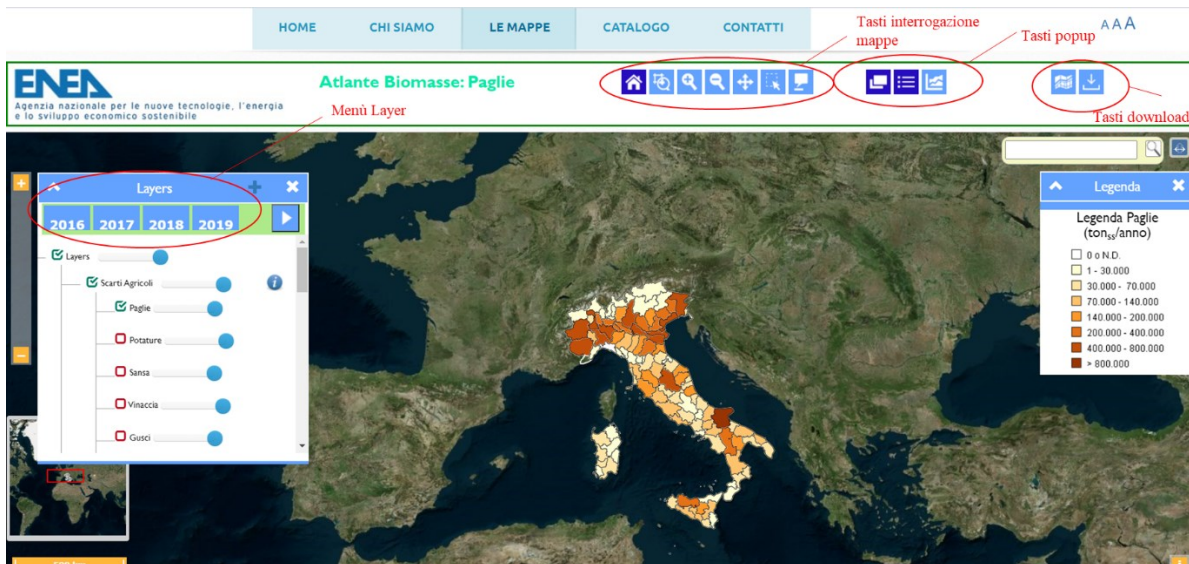 HOME CHI SIAMO LE MAPPE CATALOGO CONTATTI
Tasti interrogazione
mappe
Tasti popup
A A A
ENEA
Agenzia nazionale per le nuove tecnologie, l'energia
e lo sviluppo economico sostenibile
Atlante Biomasse: Paglie
Menù Layer
Tasti download
Layers
2016 2017 2018 2019
Layers
Scarti Agricoli
Paglie
Potature
Sansa
Vinaccia
Gusci
Legenda
Legenda Paglie
(ton_ss/anno)
0 o N.D.
1 - 30.000
30.000 - 70.000
70.000 - 140.000
140.000 - 200.000
200.000 - 400.000
400.000 - 800.000
> 800.000